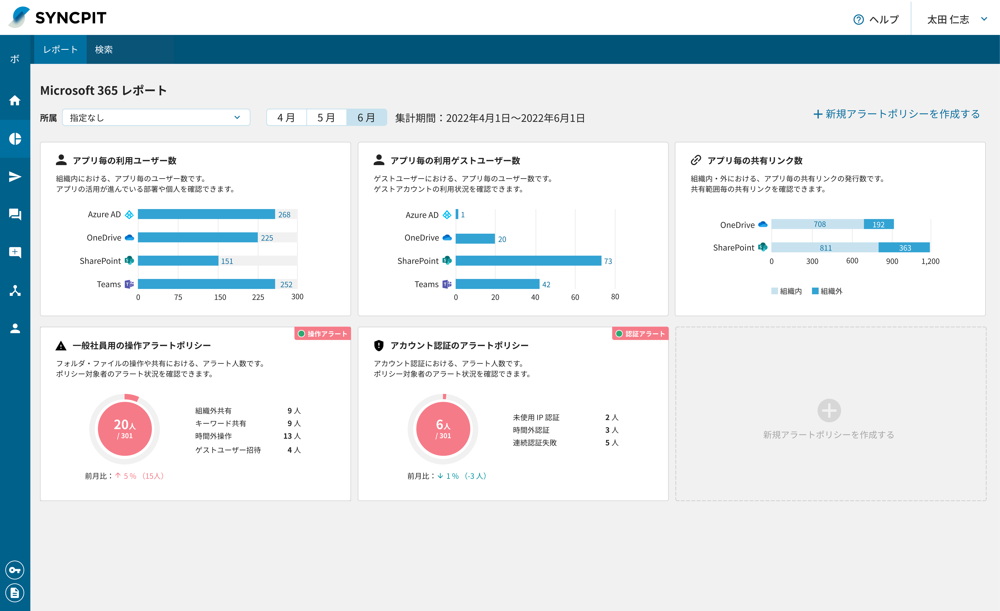 SYNCPIT
ヘルプ
太田 仁志
ボ
レポート
検索
Microsoft 365 レポート
所属
指定なし
4 月
5 月
6 月
集計期間：2022年4月1日～2022年6月1日
＋新規アラートポリシーを作成する
アプリ毎の利用ユーザー数
組織内における、アプリ毎のユーザー数です。
アプリの活用が進んでいる部署や個人を確認できます。
Azure AD
268
OneDrive
225
SharePoint
S
151
Teams
T
252
0
75
150
225
300
アプリ毎の利用ゲストユーザー数
ゲストユーザーにおける、アプリ毎のユーザー数です。
ゲストアカウントの利用状況を確認できます。
Azure AD
1
OneDrive
20
SharePoint
S
73
Teams
T
42
0
20
40
60
80
アプリ毎の共有リンク数
組織内・外における、アプリ毎の共有リンクの発行数です。
共有範囲毎の共有リンクを確認できます。
OneDrive
708
192
SharePoint
S
811
363
0
300
600
900
1,200
組織内
組織外
操作アラート
一般社員用の操作アラートポリシー
フォルダ・ファイルの操作や共有における、アラート人数です。
ポリシー対象者のアラート状況を確認できます。
20人
/ 301
組織外共有 9 人
キーワード共有 9 人
時間外操作 13 人
ゲストユーザー招待 4 人
前月比：↑ 5 % （15人）
認証アラート
アカウント認証のアラートポリシー
アカウント認証における、アラート人数です。
ポリシー対象者のアラート状況を確認できます。
6人
/ 301
未使用 IP 認証 2 人
時間外認証 3 人
連続認証失敗 5 人
前月比：↓ 1 % （-3 人）
新規アラートポリシーを作成する